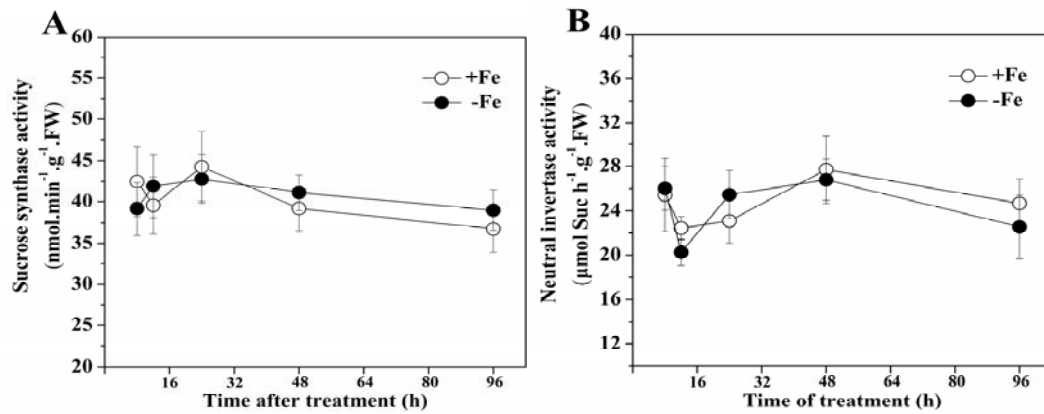 A
Sucrose synthase activity
(nmol.min⁻¹.g⁻¹.FW)
60
55
50
45
40
35
30
25
20
+Fe
-Fe
16 32 48 64 80 96
Time after treatment (h)
B
Neutral invertase activity
(μmol Suc h⁻¹.g⁻¹.FW)
40
36
32
28
24
20
16
12
+Fe
-Fe
16 32 48 64 80 96
Time of treatment (h)